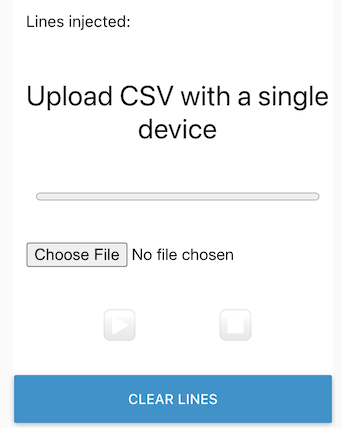 Lines injected:
Upload CSV with a single
device
Choose File No file chosen
CLEAR LINES